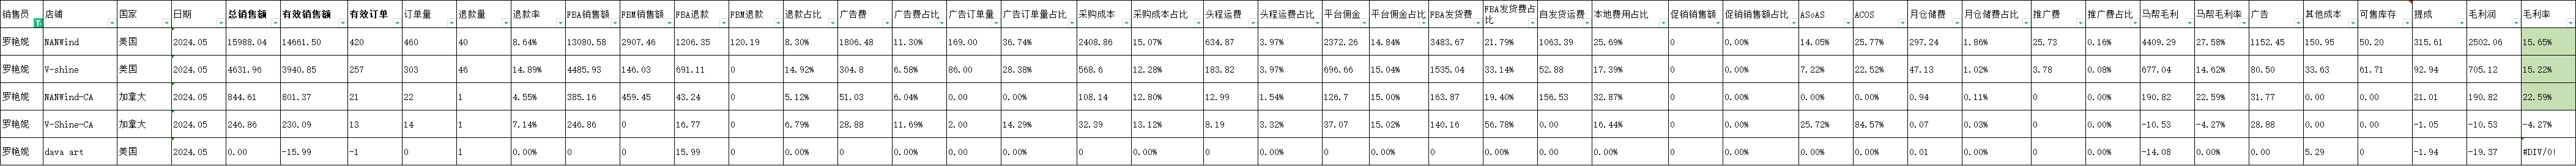 销售员 店铺 国家 日期 总销售额 有效销售额 有效订单 订单量 退款量 退款率 FBA销售额 FBM销售额 FBA退款 FBM退款 退款占比 广告费 广告费占比 广告订单量 广告订单量占比 采购成本 采购成本占比 头程运费 头程运费占比 平台佣金 平台佣金占比 FBA发货费 FBA发货费占比 自发货运费 本地费用占比 促销销售额 促销销售额占比 ASoAS ACOS 月仓储费 月仓储费占比 推广费 推广费占比 马帮毛利 马帮毛利率 广告 其他成本 可售库存 提成 毛利润 毛利率
罗艳妮 NANWind 美国 2024.05 15988.04 14661.50 420 460 40 8.64% 13080.58 2907.46 1206.35 120.19 8.30% 1806.48 11.30% 169.00 36.74% 2408.86 15.07% 634.87 3.97% 2372.26 14.84% 3483.67 21.79% 1063.39 25.69% 0 0.00% 14.05% 25.77% 297.24 1.86% 25.73 0.16% 4409.29 27.58% 1152.45 150.95 50.20 315.61 2502.06 15.65%
罗艳妮 V-shine 美国 2024.05 4631.96 3940.85 257 303 46 14.89% 4485.93 146.03 691.11 0 14.92% 304.8 6.58% 86.00 28.38% 568.6 12.28% 183.82 3.97% 696.66 15.04% 1535.04 33.14% 52.88 17.39% 0 0.00% 7.22% 22.52% 47.13 1.02% 3.78 0.08% 677.04 14.62% 80.50 33.63 61.71 92.94 705.12 15.22%
罗艳妮 NANWind-CA 加拿大 2024.05 844.61 801.37 21 22 1 4.55% 385.16 459.45 43.24 0 5.12% 51.03 6.04% 0.00 0.00% 108.14 12.80% 12.99 1.54% 126.7 15.00% 163.87 19.40% 156.53 32.87% 0 0.00% 0.00% 0.00% 0.94 0.11% 0 0.00% 190.82 22.59% 31.77 0.00 0.00 21.01 190.82 22.59%
罗艳妮 V-Shine-CA 加拿大 2024.05 246.86 230.09 13 14 1 7.14% 246.86 0 16.77 0 6.79% 28.88 11.69% 2.00 14.29% 32.39 13.12% 8.19 3.32% 37.07 15.02% 140.16 56.78% 0.00 16.44% 0 0.00% 25.72% 84.57% 0.07 0.03% 0 0.00% -10.53 -4.27% 28.88 0.00 0.00 -1.05 -10.53 -4.27%
罗艳妮 dava art 美国 2024.05 0.00 -15.99 -1 0 1 0.00% 0 0 15.99 0 0.00% 0 0.00% 0 0.00% 0 0.00% 0 0.00% 0 0.00% 0 0.00% 0.00 0.00% 0 0.00% 0.00% 0.00% 0.01 0.00% 0 0.00% -14.08 0.00% 0.00 5.29 0 -1.94 -19.37 #DIV/0!